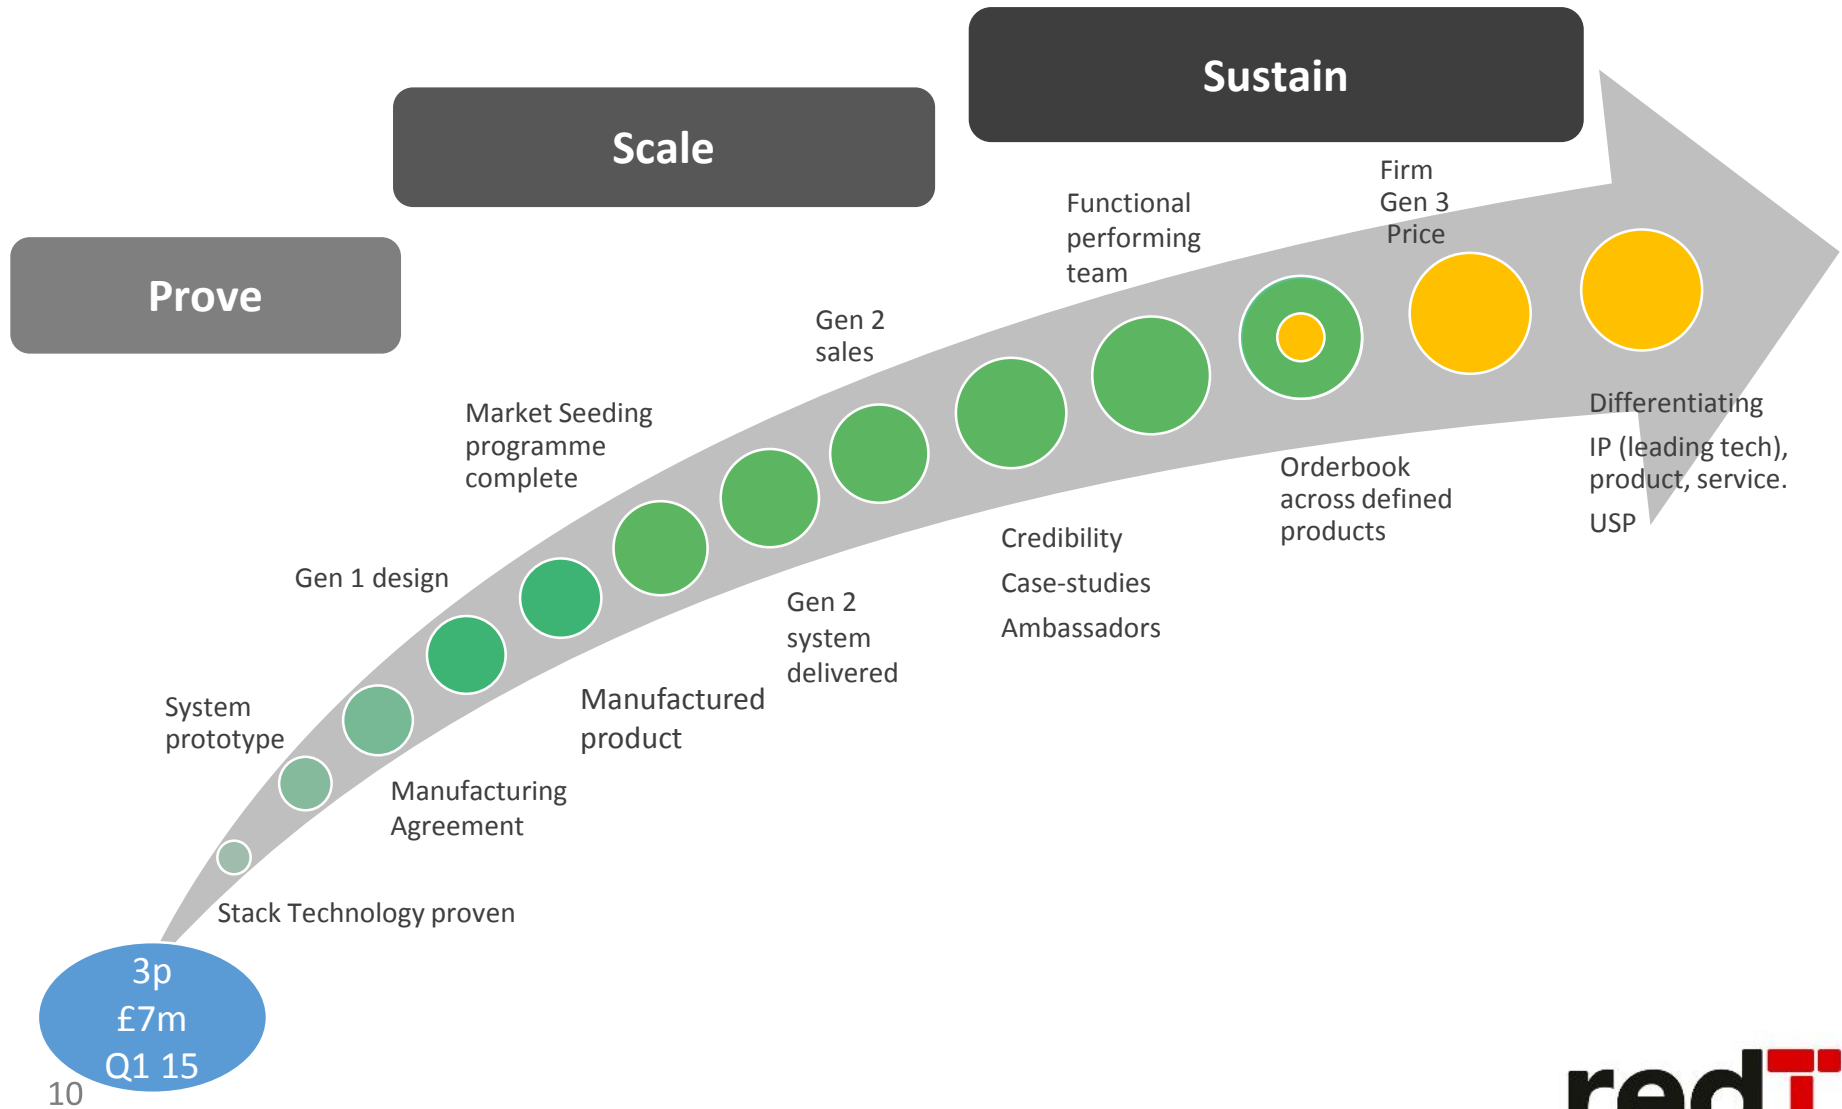 Sustain
Scale
Prove
Firm
Gen 3
Price
Functional
performing
team
Gen 2
sales
Market Seeding
programme
complete
Gen 1 design
System
prototype
Differentiating
IP (leading tech),
product, service.
USP
Orderbook
across defined
products
Credibility
Case-studies
Ambassadors
Gen 2
system
delivered
Manufactured
product
Manufacturing
Agreement
Stack Technology proven
3p
£7m
Q1 15
10
redT